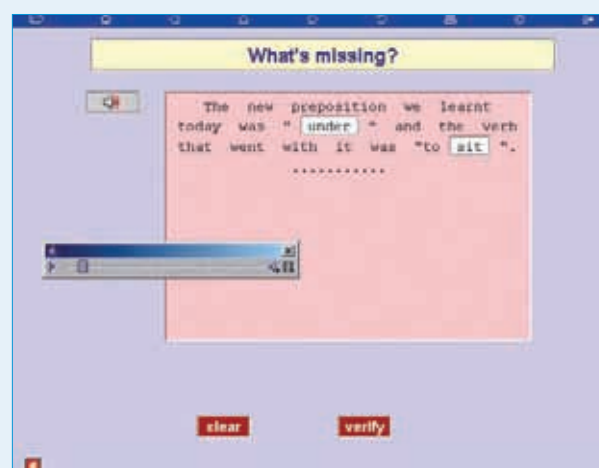 What's missing?
The new preposition we learnt
today was " under " and the verb
that went with it was "to sit ".
...........
clear
verify